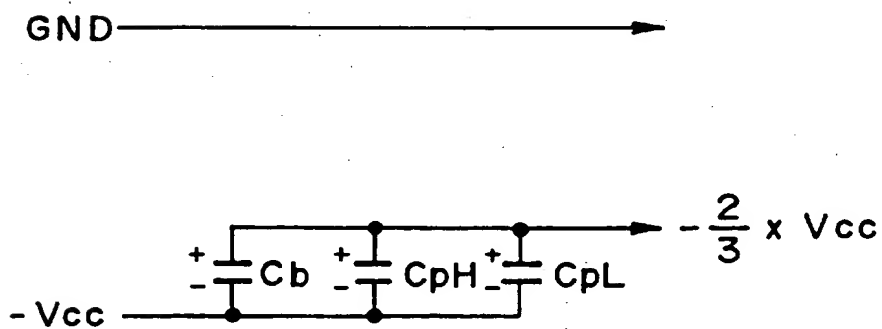 GND
- 2/3 x Vcc
+ - Cb + - CpH + - CpL
- Vcc